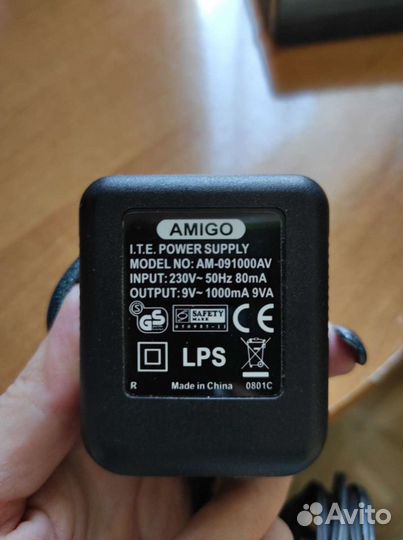 AMIGO
I.T.E. POWER SUPPLY
MODEL NO: AM-091000AV
INPUT: 230V~ 50Hz 80mA
OUTPUT: 9V~ 1000mA 9VA
S GS SAFETY MARK CE
LPS
R Made in China 0801C
Avito